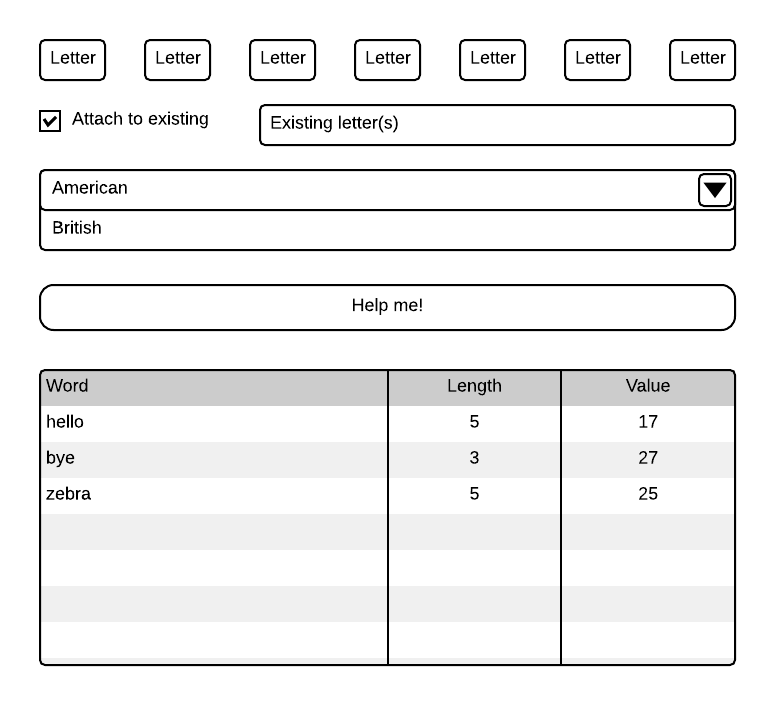 Letter Letter Letter Letter Letter Letter Letter
Attach to existing Existing letter(s)
American
British
Help me!
Word Length Value
hello 5 17
bye 3 27
zebra 5 25